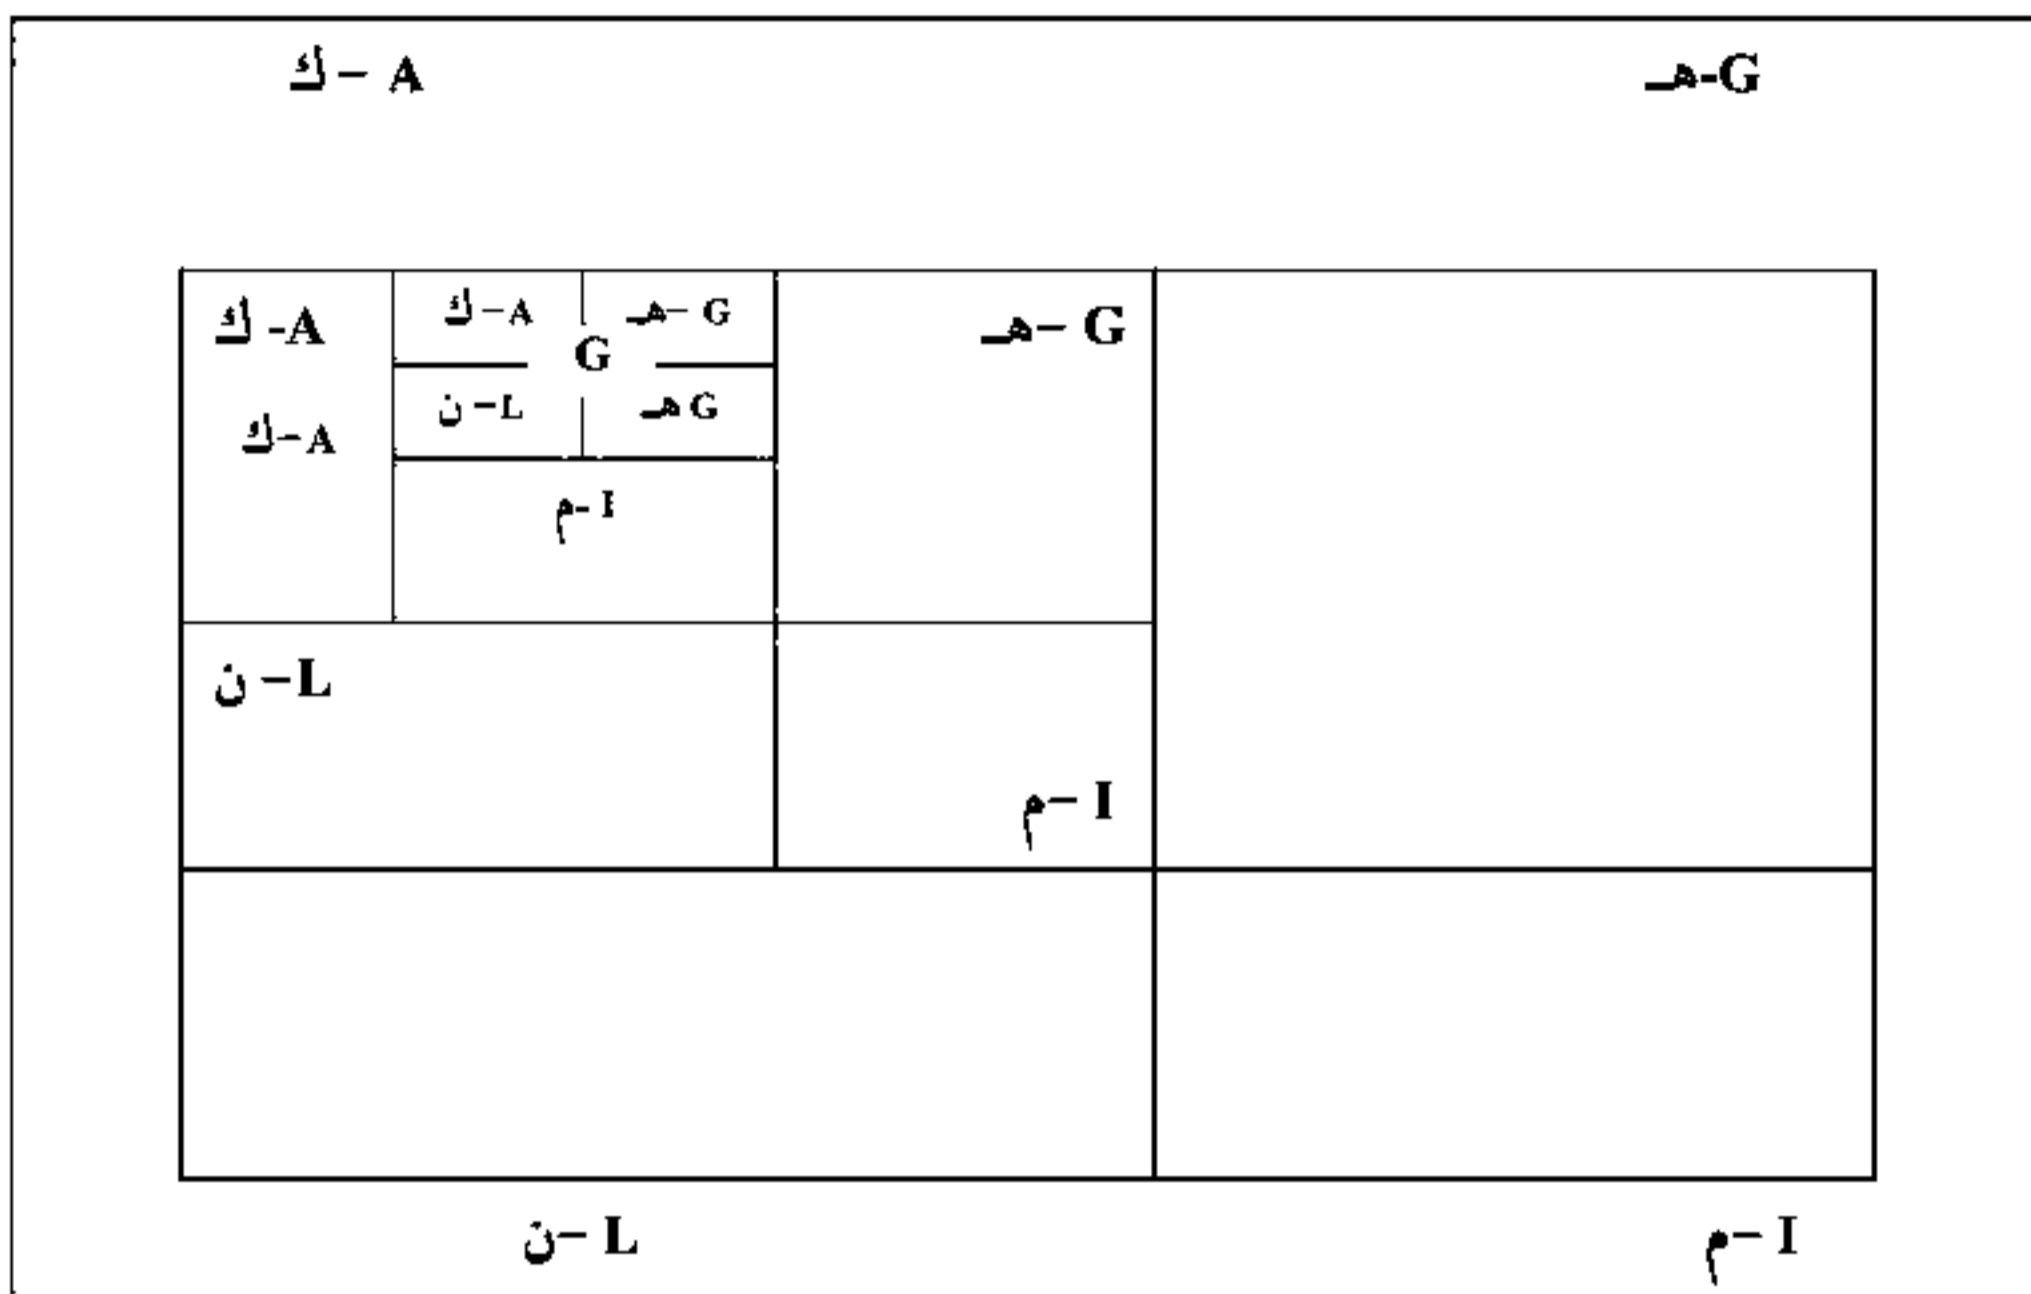 ك – A هـ-G
ك -A ك – A هـ – G هـ – G
G
ن – L هـ G
ك – A
م - I
ن – L
م – I
ن – L م – I